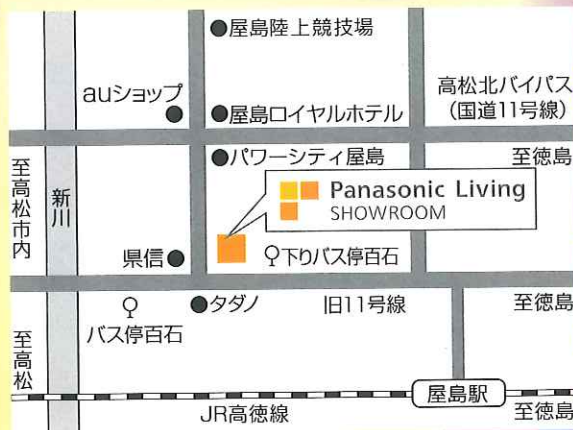 屋島陸上競技場
auショップ
屋島ロイヤルホテル
高松北バイパス
(国道11号線)
パワーシティ屋島
至徳島
至高松市内
新川
Panasonic Living
SHOWROOM
県信
下りバス停百石
バス停百石
タダノ
旧11号線
至徳島
至高松
屋島駅
JR高徳線
至徳島